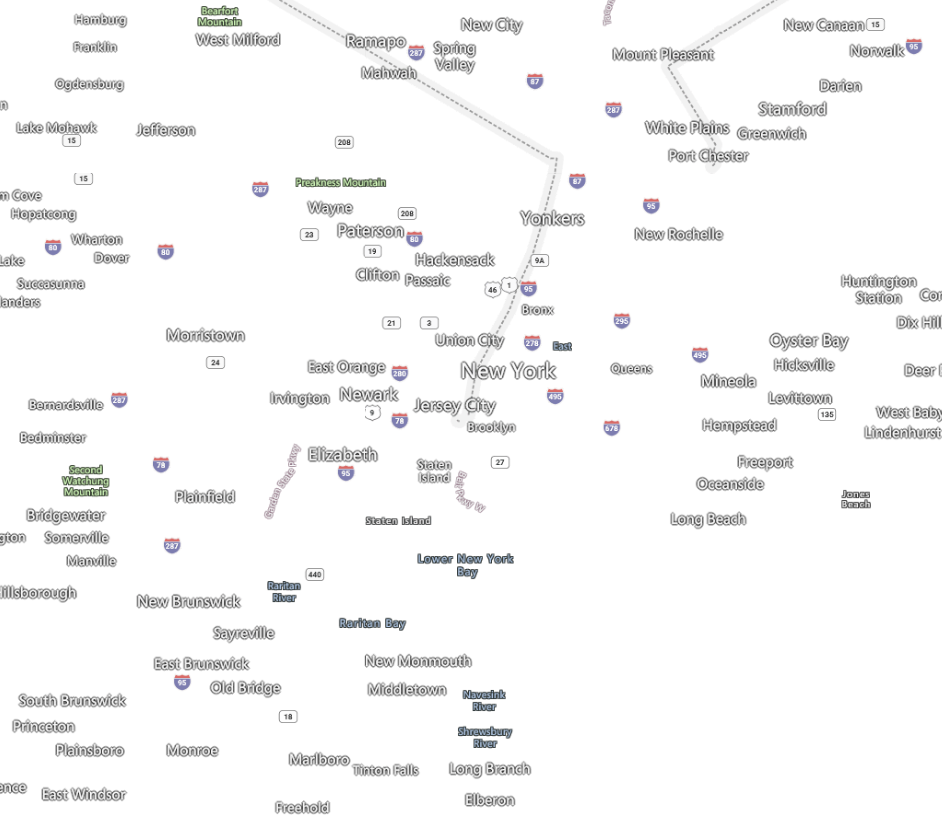 Bearfort
Mountain
Hamburg
New City
New Canaan 15
West Milford
Ramapo
Franklin
287
Spring
Valley
Mount Pleasant
Norwalk
95
Mahwah
87
Ogdensburg
Darien
287
Stamford
Lake Mohawk
Jefferson
White Plains
Greenwich
15
208
Port Chester
15
287
Preakness Mountain
87
m Cove
Hopatcong
Wayne
208
95
Yonkers
23
Paterson
80
New Rochelle
80
Wharton
80
Dover
19
Lake
Hackensack
9A
Clifton
Passaic
Succasunna
46
1
95
Huntington
Station
landers
Bronx
21
3
295
Dix Hill
Morristown
Union City
278
East
495
Oyster Bay
24
East Orange
280
New York
Queens
Hicksville
Deer
Mineola
Bernardsville
287
Irvington
Newark
495
Levittown
9
78
Jersey City
135
West Baby
Brooklyn
678
Hempstead
Lindenhurst
Bedminster
Elizabeth
78
95
Staten
Island
27
Freeport
Second
Watchung
Mountain
Garden State Pkwy
Belt Pkwy W
Oceanside
Plainfield
Jones
Beach
Bridgewater
Staten Island
Long Beach
gton
Somerville
287
Manville
Lower New York
Bay
440
Raritan
River
illsborough
New Brunswick
Raritan Bay
Sayreville
East Brunswick
New Monmouth
95
Old Bridge
Middletown
Navesink
River
South Brunswick
18
Princeton
Shrewsbury
River
Plainsboro
Monroe
Marlboro
Tinton Falls
Long Branch
ence
East Windsor
Freehold
Elberon